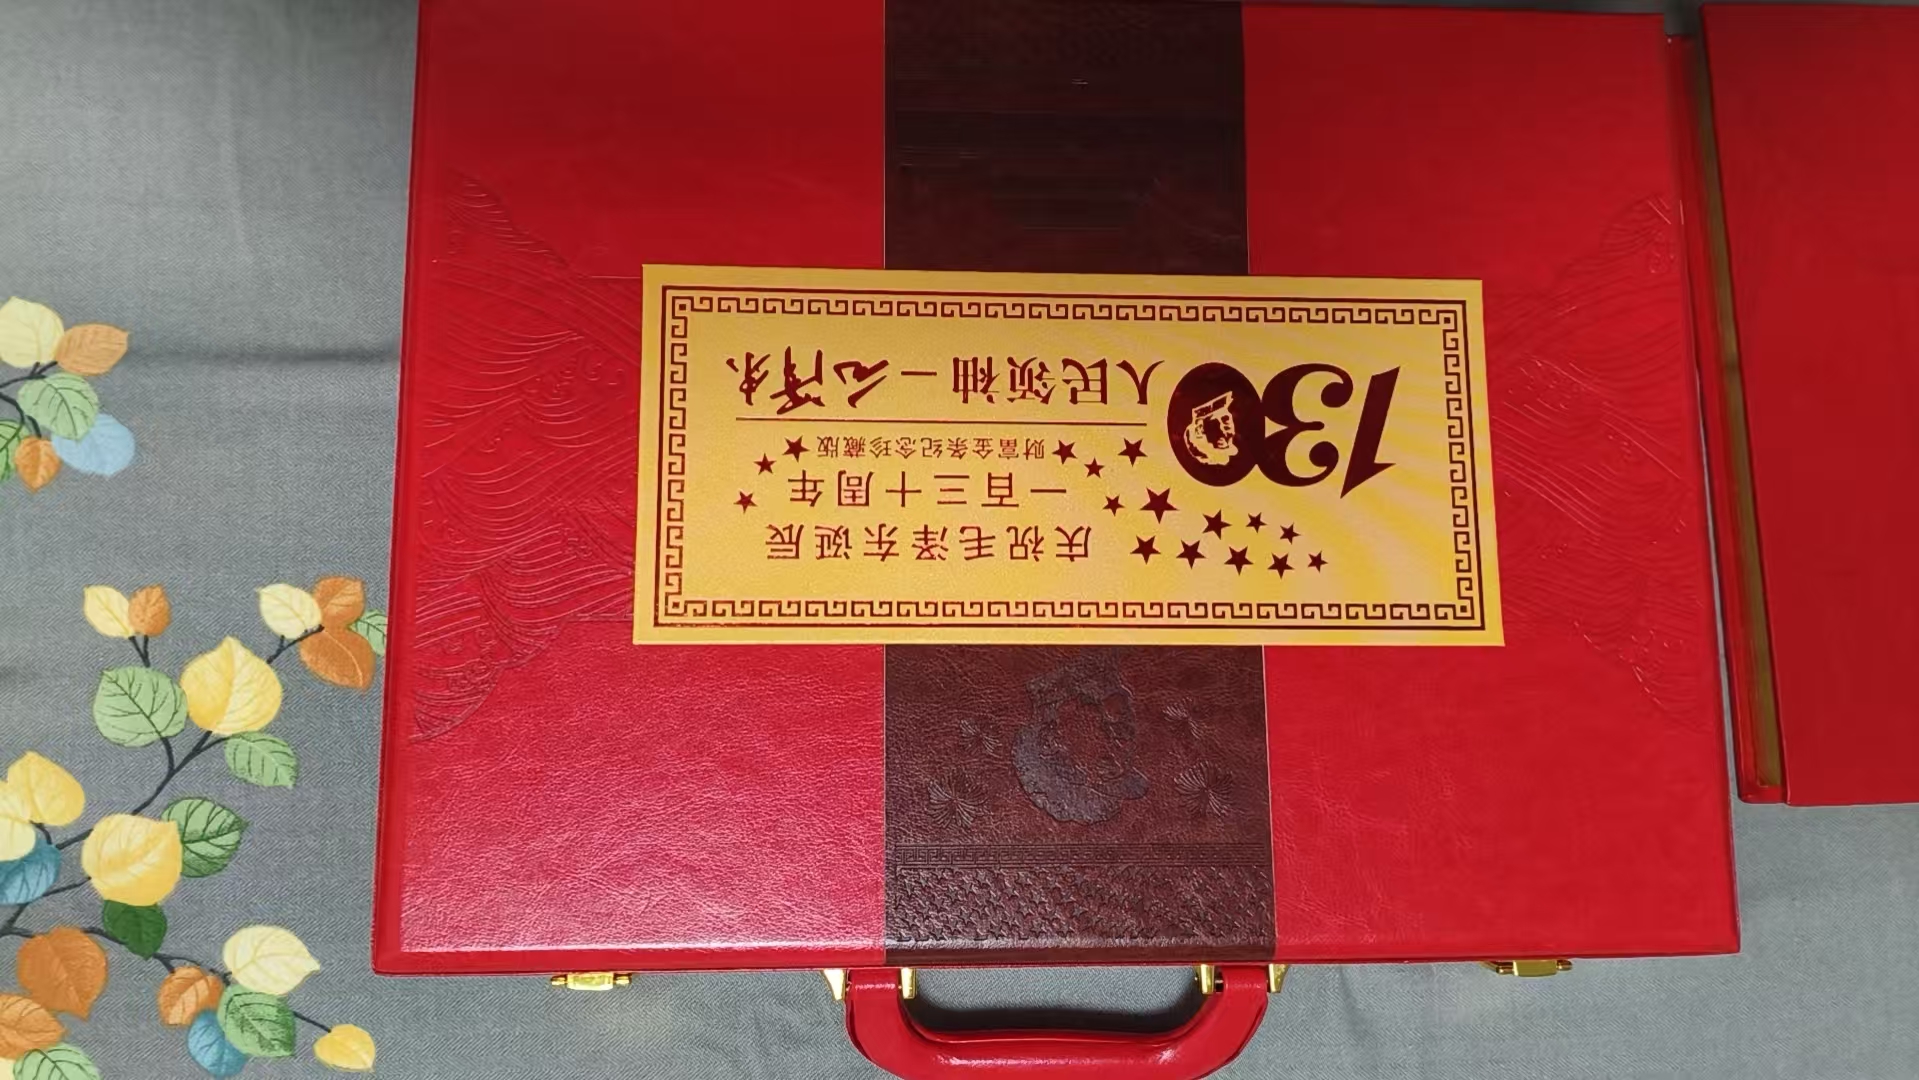 130
人民领袖一毛泽东
财富金条纪念珍藏版
一百三十周年
庆祝毛泽东诞辰